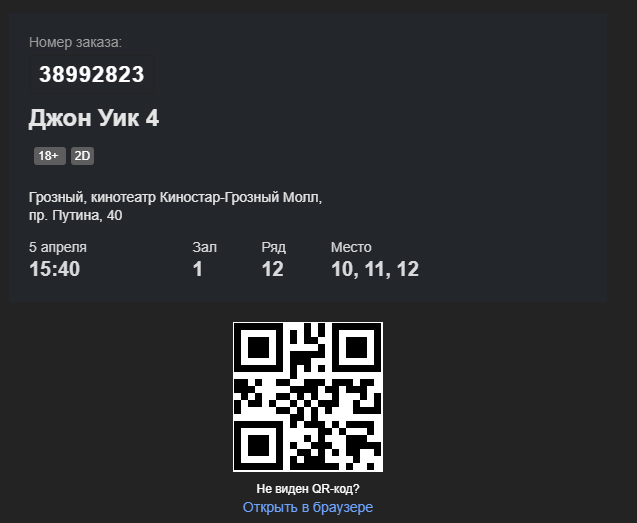 Номер заказа:
38992823
Джон Уик 4
18+ 2D
Грозный, кинотеатр Киностар-Грозный Молл,
пр. Путина, 40
5 апреля Зал Ряд Место
15:40 1 12 10, 11, 12
Не виден QR-код?
Открыть в браузере